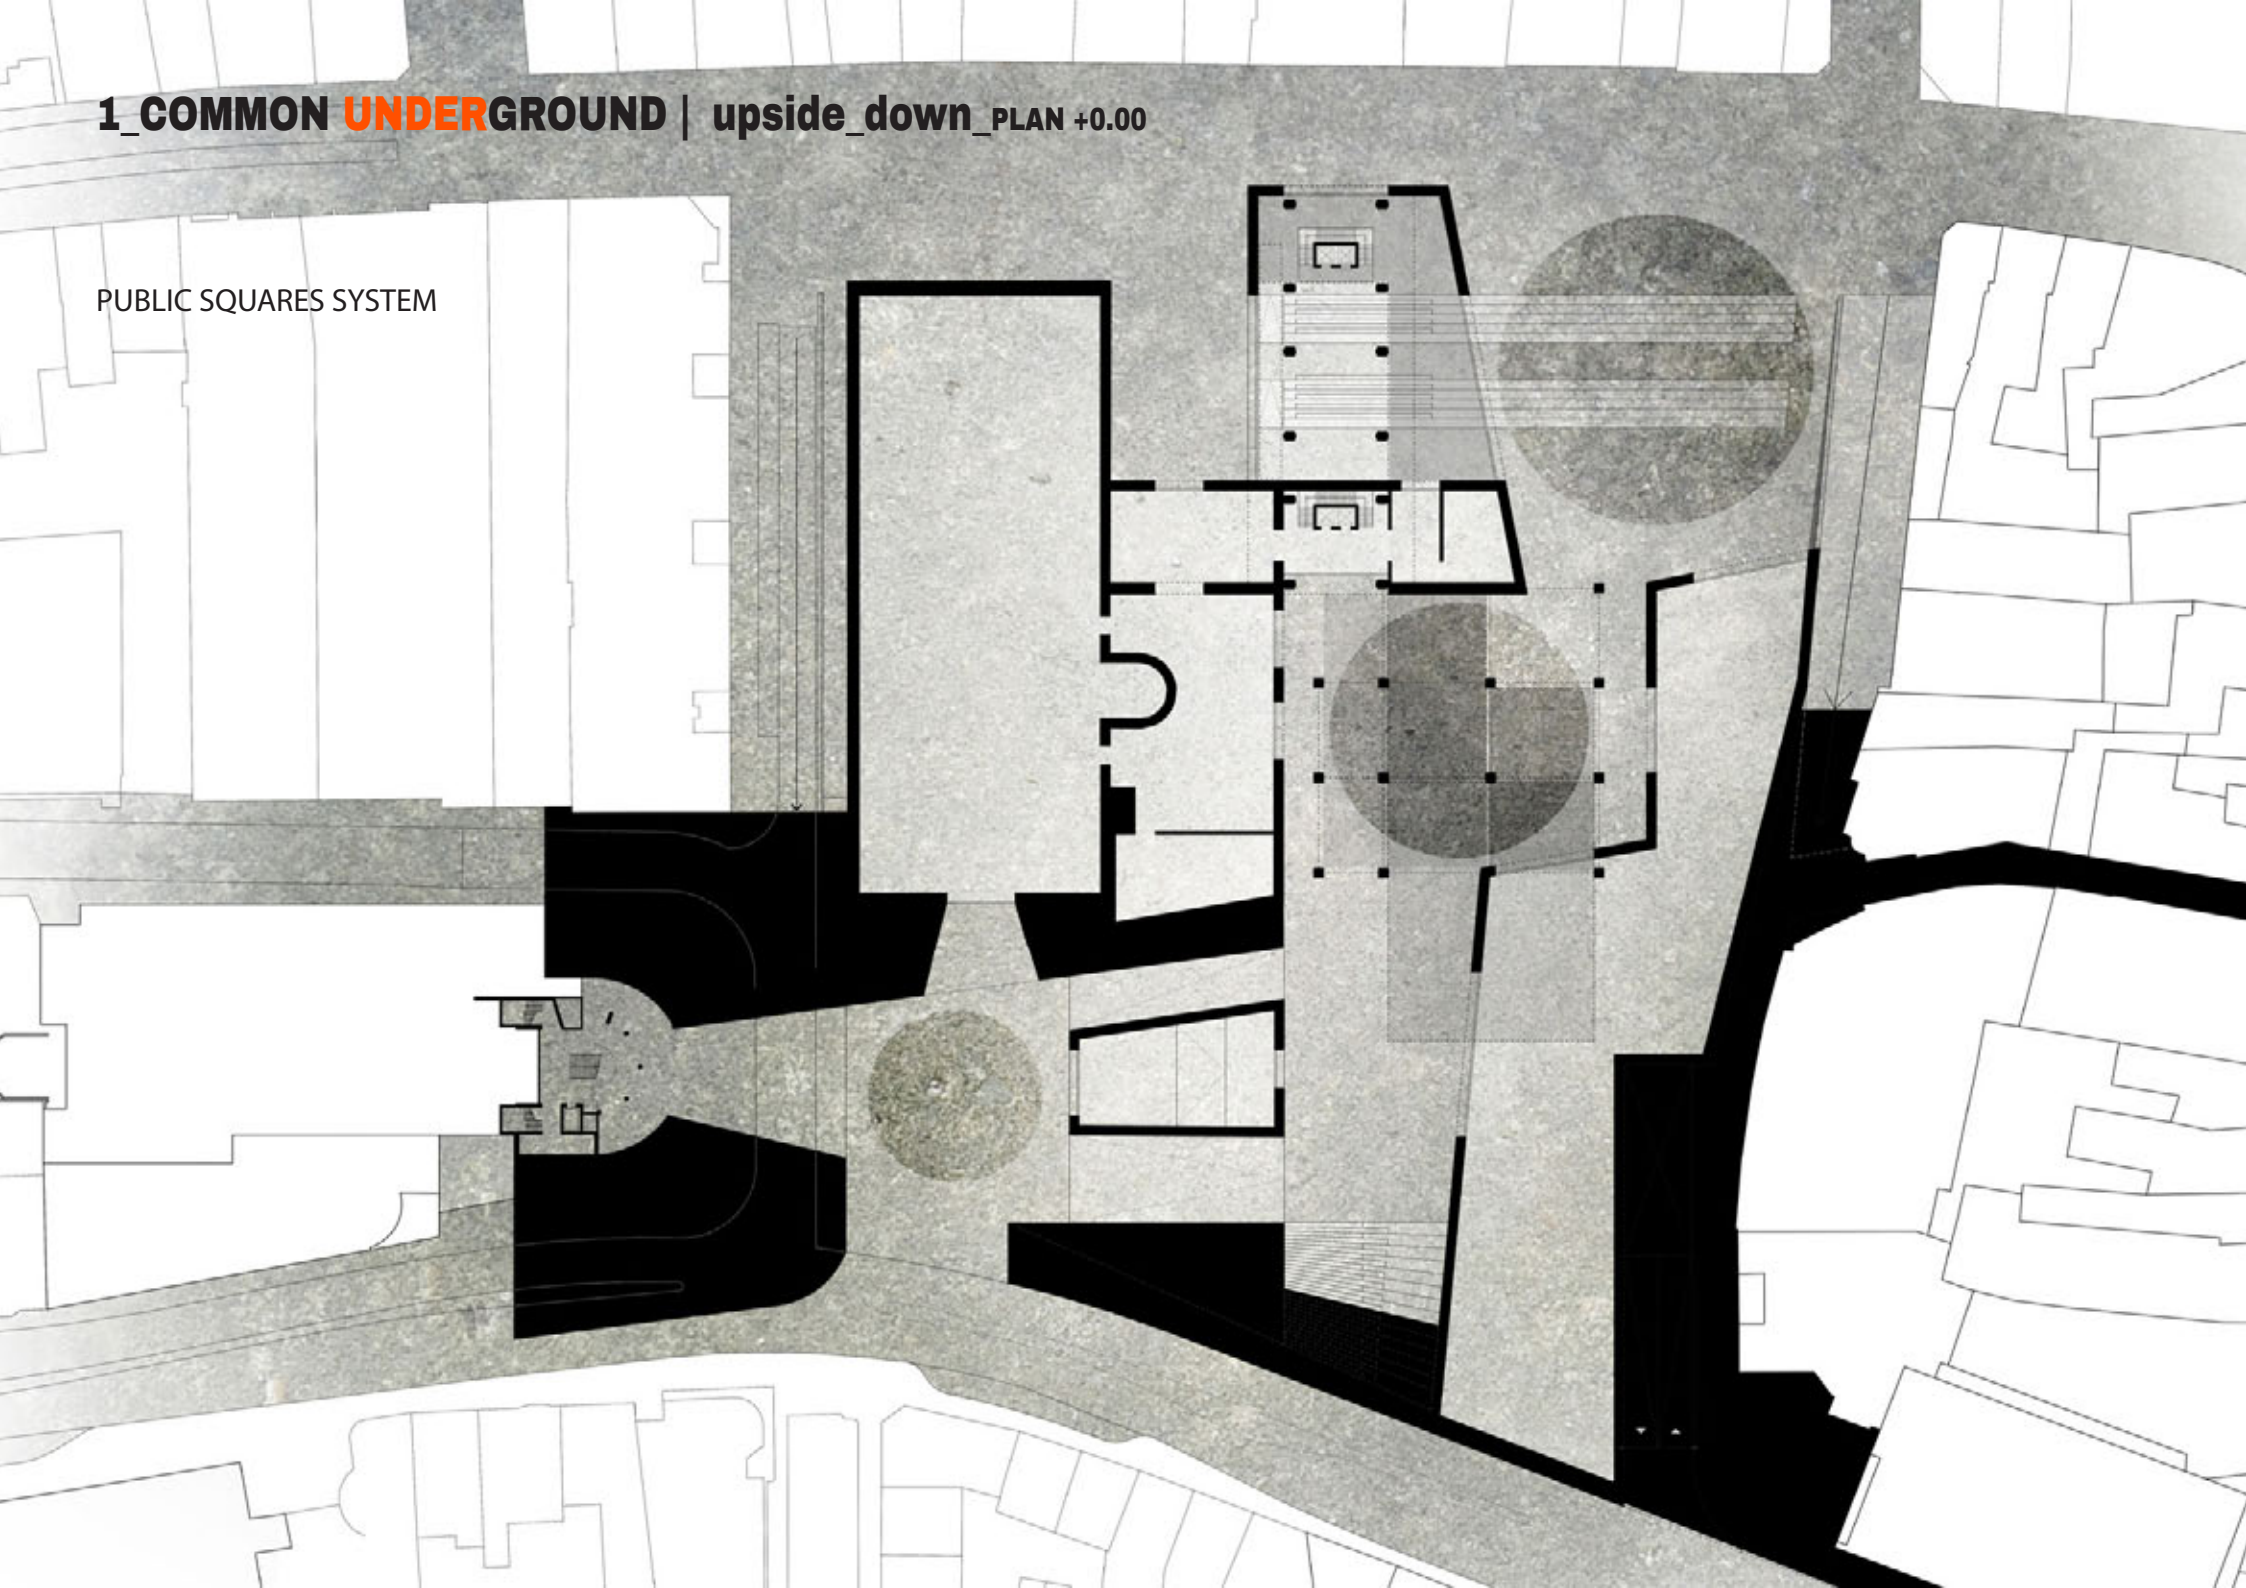 1_COMMON UNDERGROUND | upside_down_PLAN +0.00
PUBLIC SQUARES SYSTEM